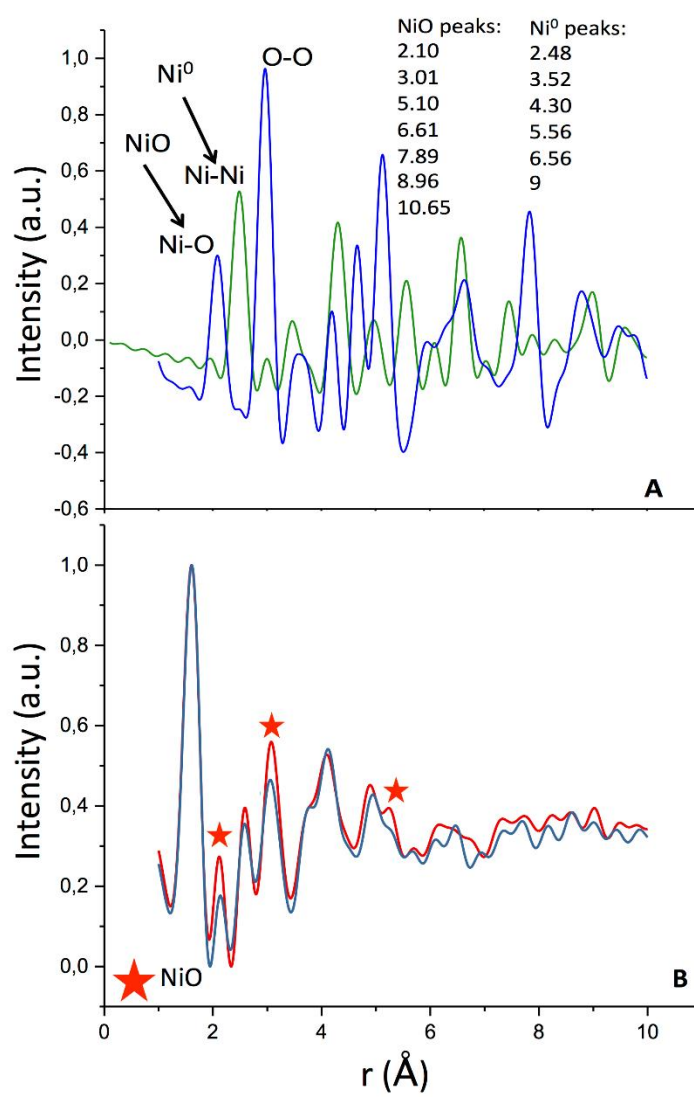 NiO peaks:
2.10
3.01
5.10
6.61
7.89
8.96
10.65
Ni⁰ peaks:
2.48
3.52
4.30
5.56
6.56
9
O-O
Ni⁰
NiO
Ni-Ni
Ni-O
Intensity (a.u.)
1,0
0,8
0,6
0,4
0,2
0,0
-0,2
-0,4
-0,6
A
Intensity (a.u.)
1,0
0,8
0,6
0,4
0,2
0,0
NiO
B
0 2 4 6 8 10
r (Å)